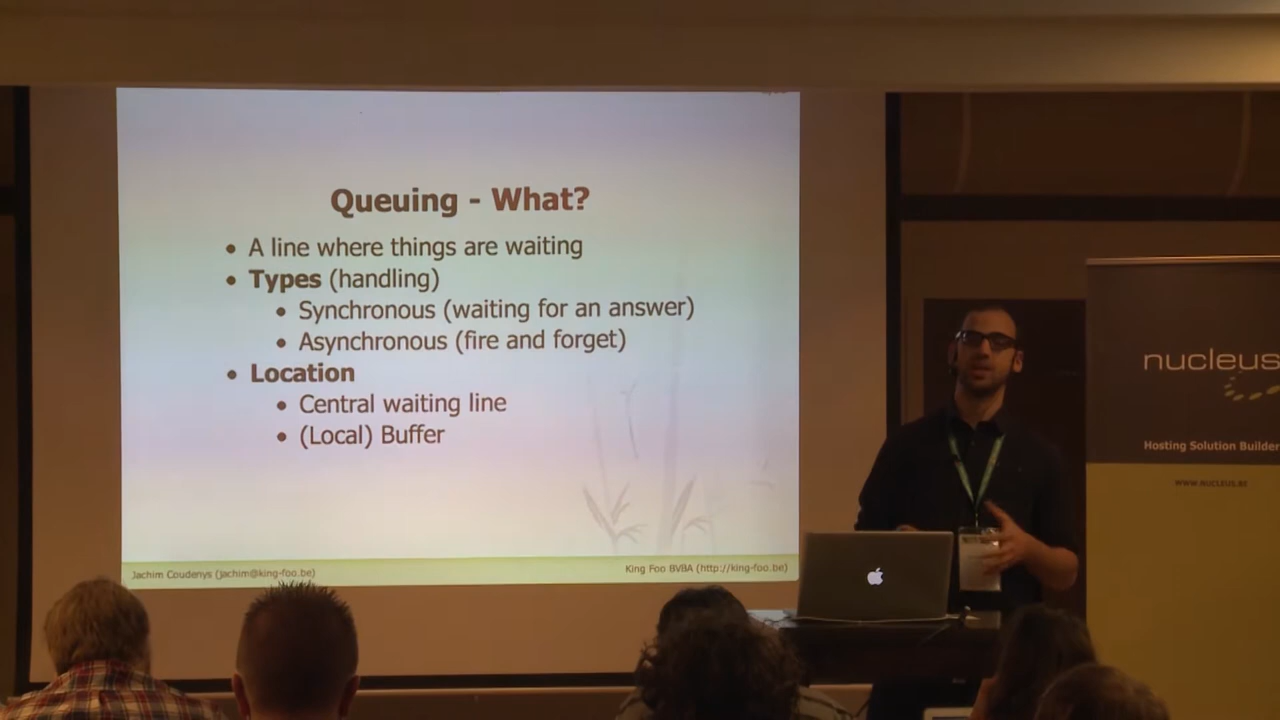 Queuing - What?
• A line where things are waiting
• Types (handling)
• Synchronous (waiting for an answer)
• Asynchronous (fire and forget)
• Location
• Central waiting line
• (Local) Buffer
Jachim Coudenys (jachim@king-foo.be)
King Foo BVBA (http://king-foo.be)
nucleus
Hosting Solution Builder
WWW.NUCLEUS.BE